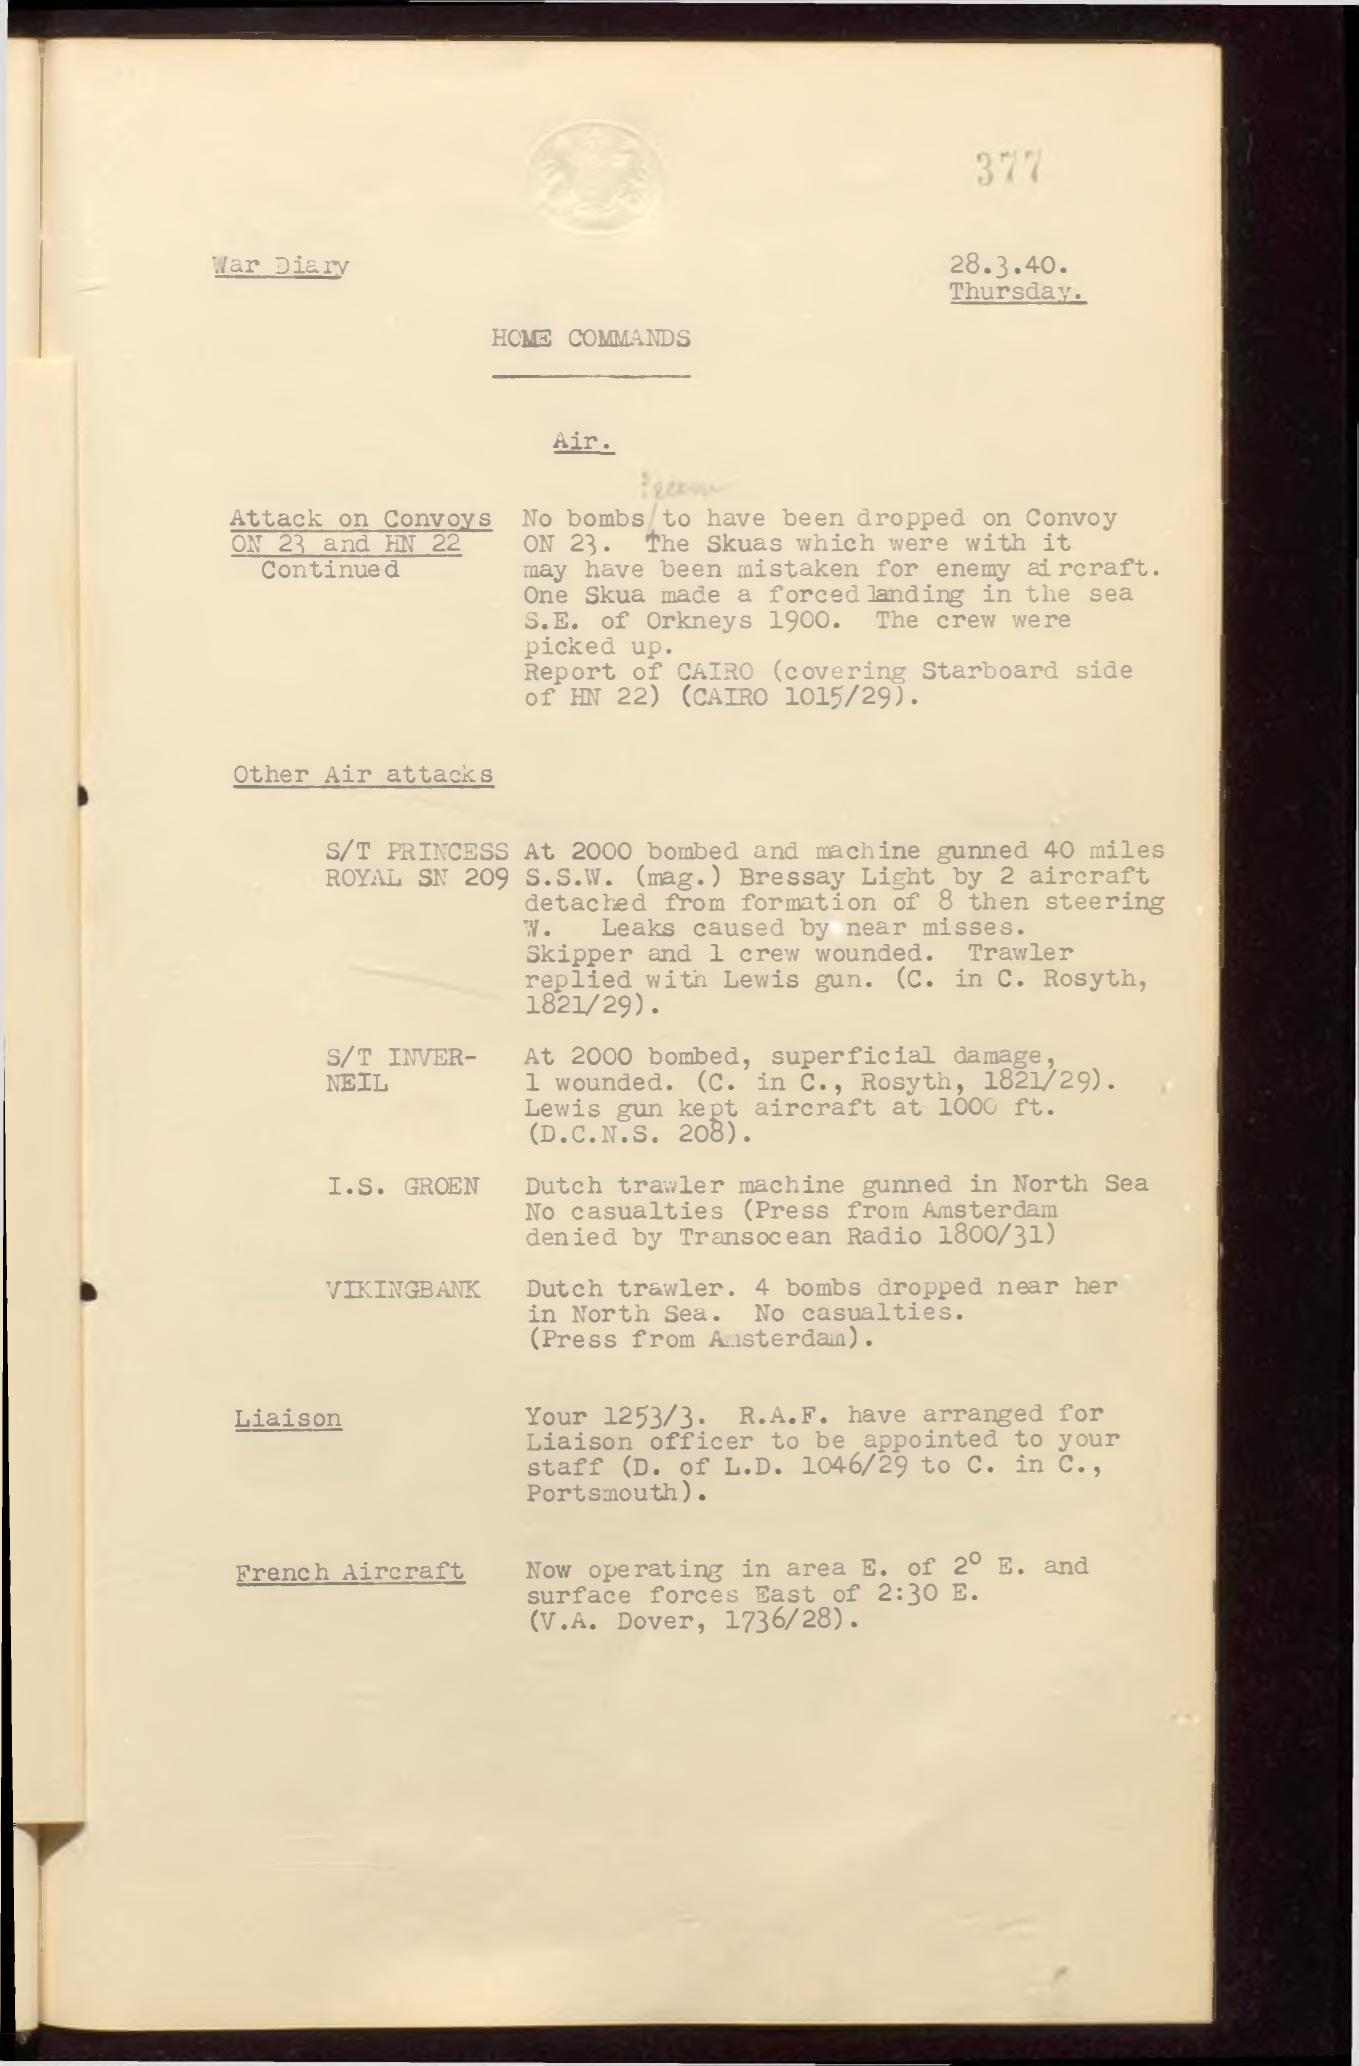 377
War Diary
28.3.40.
Thursday.
HOME COMMANDS
Air.
? seem
Attack on Convoys
ON 23 and HN 22
Continued
No bombs/to have been dropped on Convoy
ON 23. The Skuas which were with it
may have been mistaken for enemy aircraft.
One Skua made a forced landing in the sea
S.E. of Orkneys 1900. The crew were
picked up.
Report of CAIRO (covering Starboard side
of HN 22) (CAIRO 1015/29).
Other Air attacks
S/T PRINCESS
ROYAL SN 209
At 2000 bombed and machine gunned 40 miles
S.S.W. (mag.) Bressay Light by 2 aircraft
detached from formation of 8 then steering
W. Leaks caused by near misses.
Skipper and 1 crew wounded. Trawler
replied with Lewis gun. (C. in C. Rosyth,
1821/29).
S/T INVER-
NEIL
At 2000 bombed, superficial damage,
1 wounded. (C. in C., Rosyth, 1821/29).
Lewis gun kept aircraft at 1000 ft.
(D.C.N.S. 208).
I.S. GROEN
Dutch trawler machine gunned in North Sea
No casualties (Press from Amsterdam
denied by Transocean Radio 1800/31)
VIKINGBANK
Dutch trawler. 4 bombs dropped near her
in North Sea. No casualties.
(Press from Amsterdam).
Liaison
Your 1253/3. R.A.F. have arranged for
Liaison officer to be appointed to your
staff (D. of L.D. 1046/29 to C. in C.,
Portsmouth).
French Aircraft
Now operating in area E. of 2° E. and
surface forces East of 2:30 E.
(V.A. Dover, 1736/28).